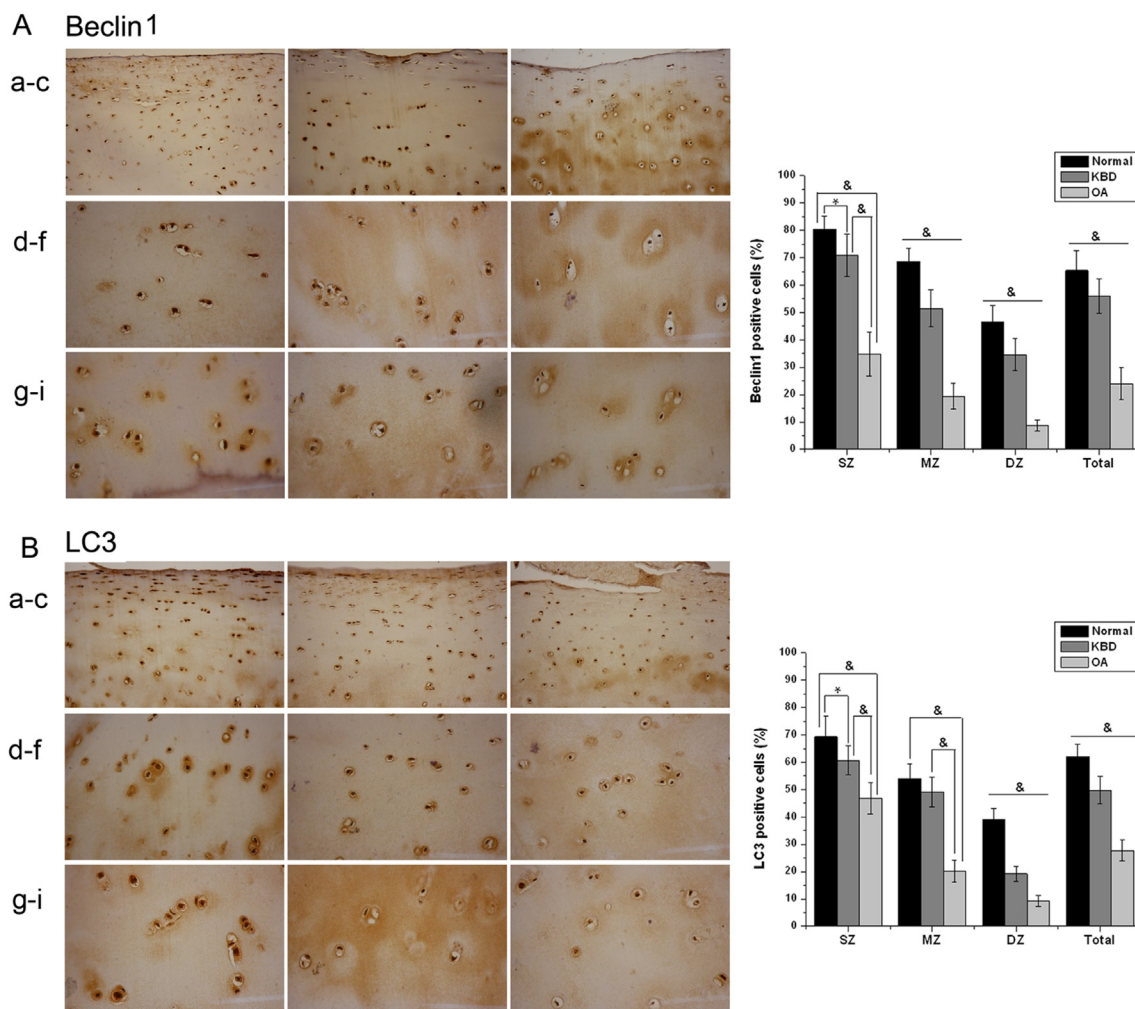 A Beclin1
a-c
d-f
g-i
Normal
KBD
OA
Beclin1 positive cells (%)
100
90
80
70
60
50
40
30
20
10
0
&
* &
&
&
&
SZ MZ DZ Total
B LC3
a-c
d-f
g-i
Normal
KBD
OA
LC3 positive cells (%)
100
90
80
70
60
50
40
30
20
10
0
&
* &
&
&
&
&
SZ MZ DZ Total